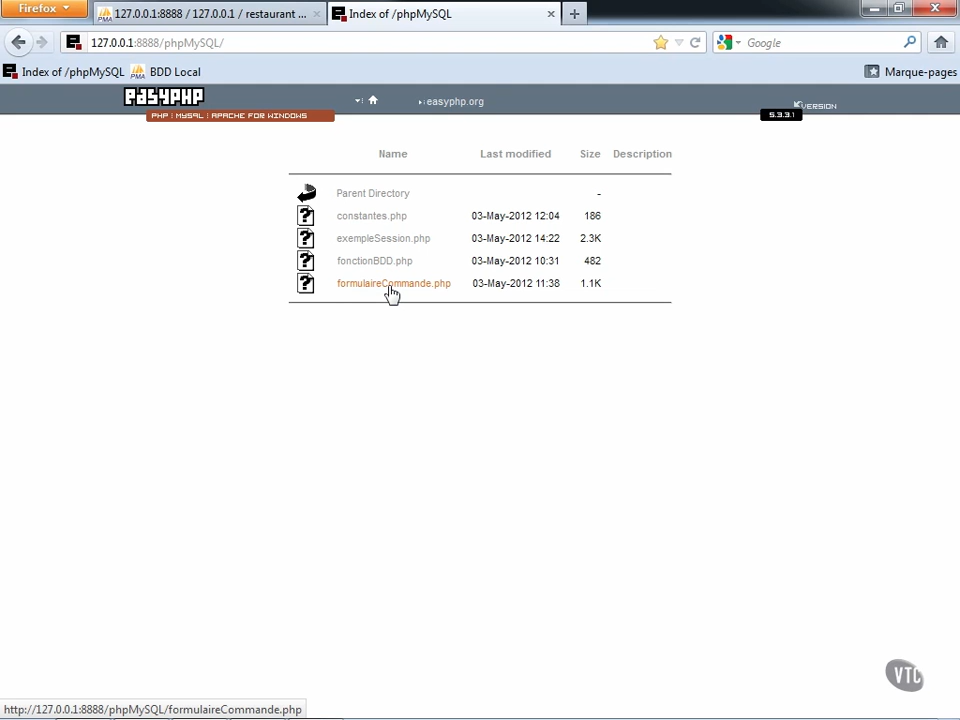 Firefox
127.0.0.1:8888 / 127.0.0.1 / restaurant ...
Index of /phpMySQL
127.0.0.1:8888/phpMySQL/
Google
Index of /phpMySQL
BDD Local
Marque-pages
easyphp
easyphp.org
VERSION
PHP : MYSQL : APACHE FOR WINDOWS
5.3.3.1
Name Last modified Size Description
Parent Directory -
constantes.php 03-May-2012 12:04 186
exempleSession.php 03-May-2012 14:22 2.3K
fonctionBDD.php 03-May-2012 10:31 482
formulaireCommande.php 03-May-2012 11:38 1.1K
VTC
http://127.0.0.1:8888/phpMySQL/formulaireCommande.php